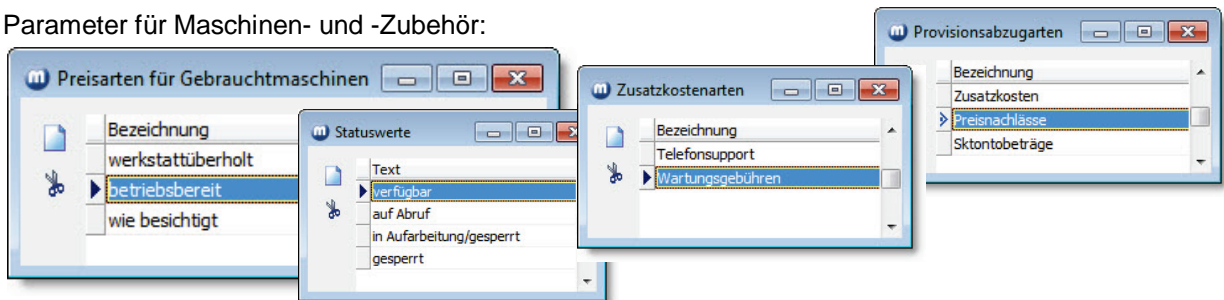 Parameter für Maschinen- und -Zubehör:
Preisarten für Gebrauchtmaschinen
Bezeichnung
werkstattüberholt
betriebsbereit
wie besichtigt
Statuswerte
Text
verfügbar
auf Abruf
in Aufarbeitung/gesperrt
gesperrt
Zusatzkostenarten
Bezeichnung
Telefonsupport
Wartungsgebühren
Provisionsabzugarten
Bezeichnung
Zusatzkosten
Preisnachlässe
Sktontobeträge